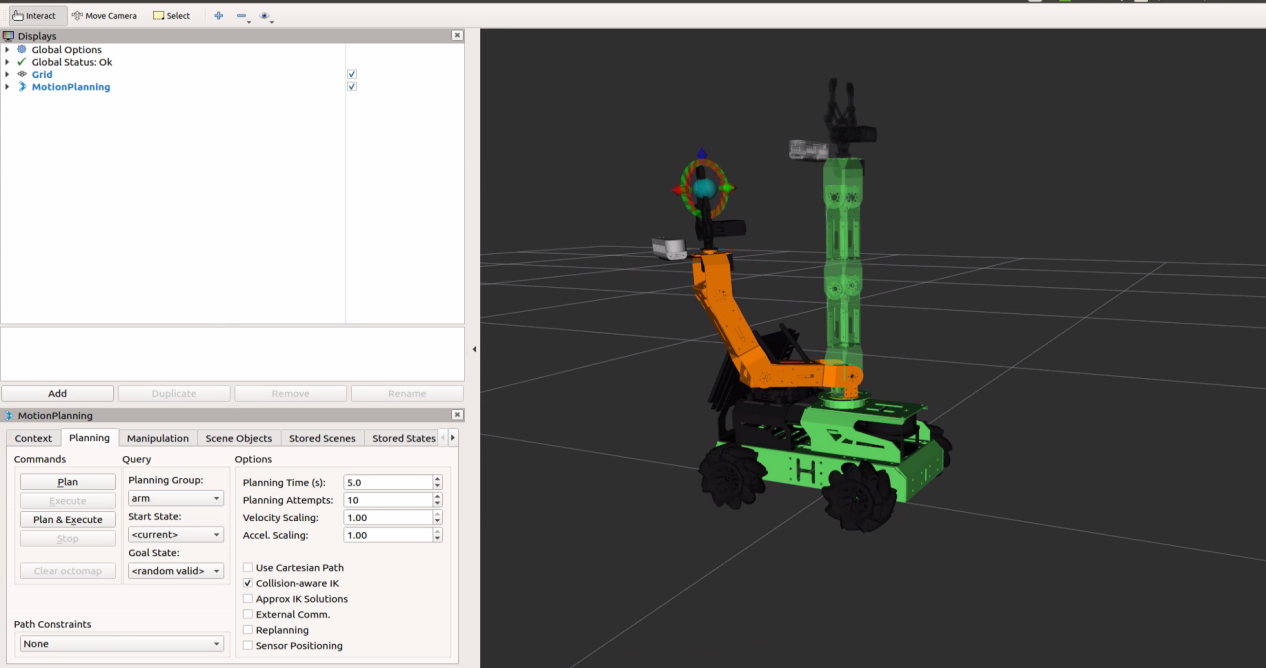 Interact Move Camera Select
Displays
Global Options
Global Status: Ok
Grid
MotionPlanning
Add Duplicate Remove Rename
MotionPlanning
Context Planning Manipulation Scene Objects Stored Scenes Stored States
Commands Query Options
Plan
Execute
Plan & Execute
Stop
Clear octomap
Planning Group:
arm
Start State:
<current>
Goal State:
<random valid>
Planning Time (s): 5.0
Planning Attempts: 10
Velocity Scaling: 1.00
Accel. Scaling: 1.00
Use Cartesian Path
Collision-aware IK
Approx IK Solutions
External Comm.
Replanning
Sensor Positioning
Path Constraints
None
H